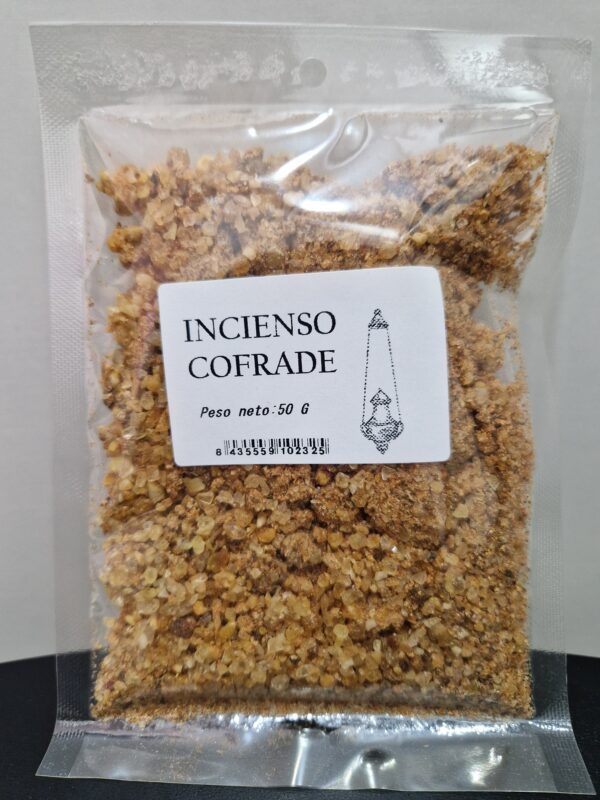 INCIENSO
COFRADE
Peso neto:50 G
8 435559 102325